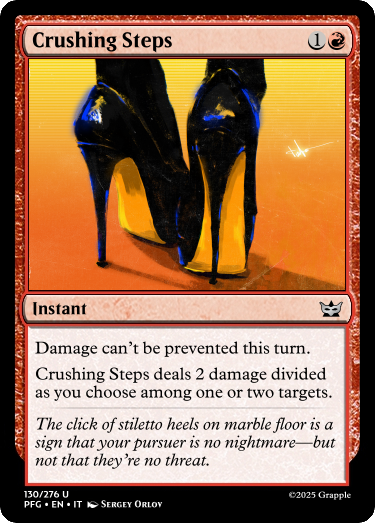 Crushing Steps 1
Instant
Damage can't be prevented this turn.
Crushing Steps deals 2 damage divided
as you choose among one or two targets.
The click of stiletto heels on marble floor is a
sign that your pursuer is no nightmare—but
not that they're no threat.
130/276 U
PFG • EN • IT Sergey Orlov
©2025 Grapple